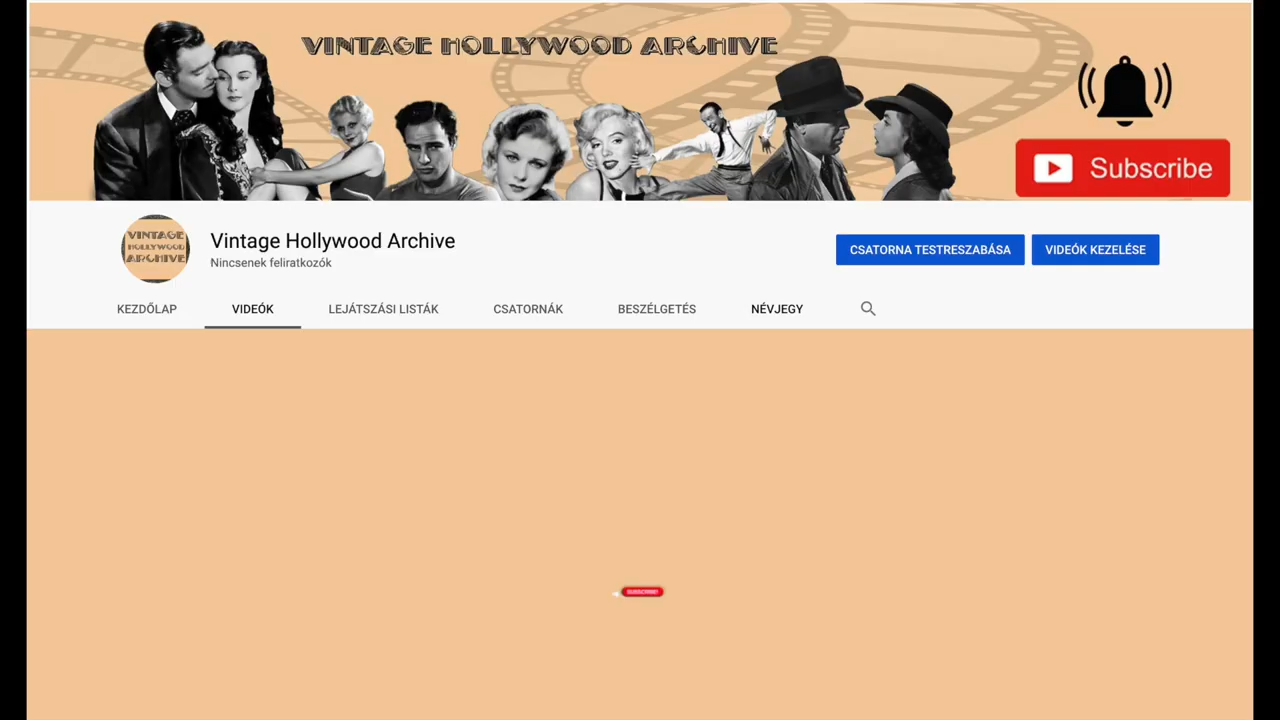 VINTAGE HOLLYWOOD ARCHIVE
Subscribe
VINTAGE
HOLLYWOOD
ARCHIVE
Vintage Hollywood Archive
Nincsenek feliratkozók
CSATORNA TESTRESZABÁSA
VIDEÓK KEZELÉSE
KEZDŐLAP
VIDEÓK
LEJÁTSZÁSI LISTÁK
CSATORNÁK
BESZÉLGETÉS
NÉVJEGY
SUBSCRIBE!